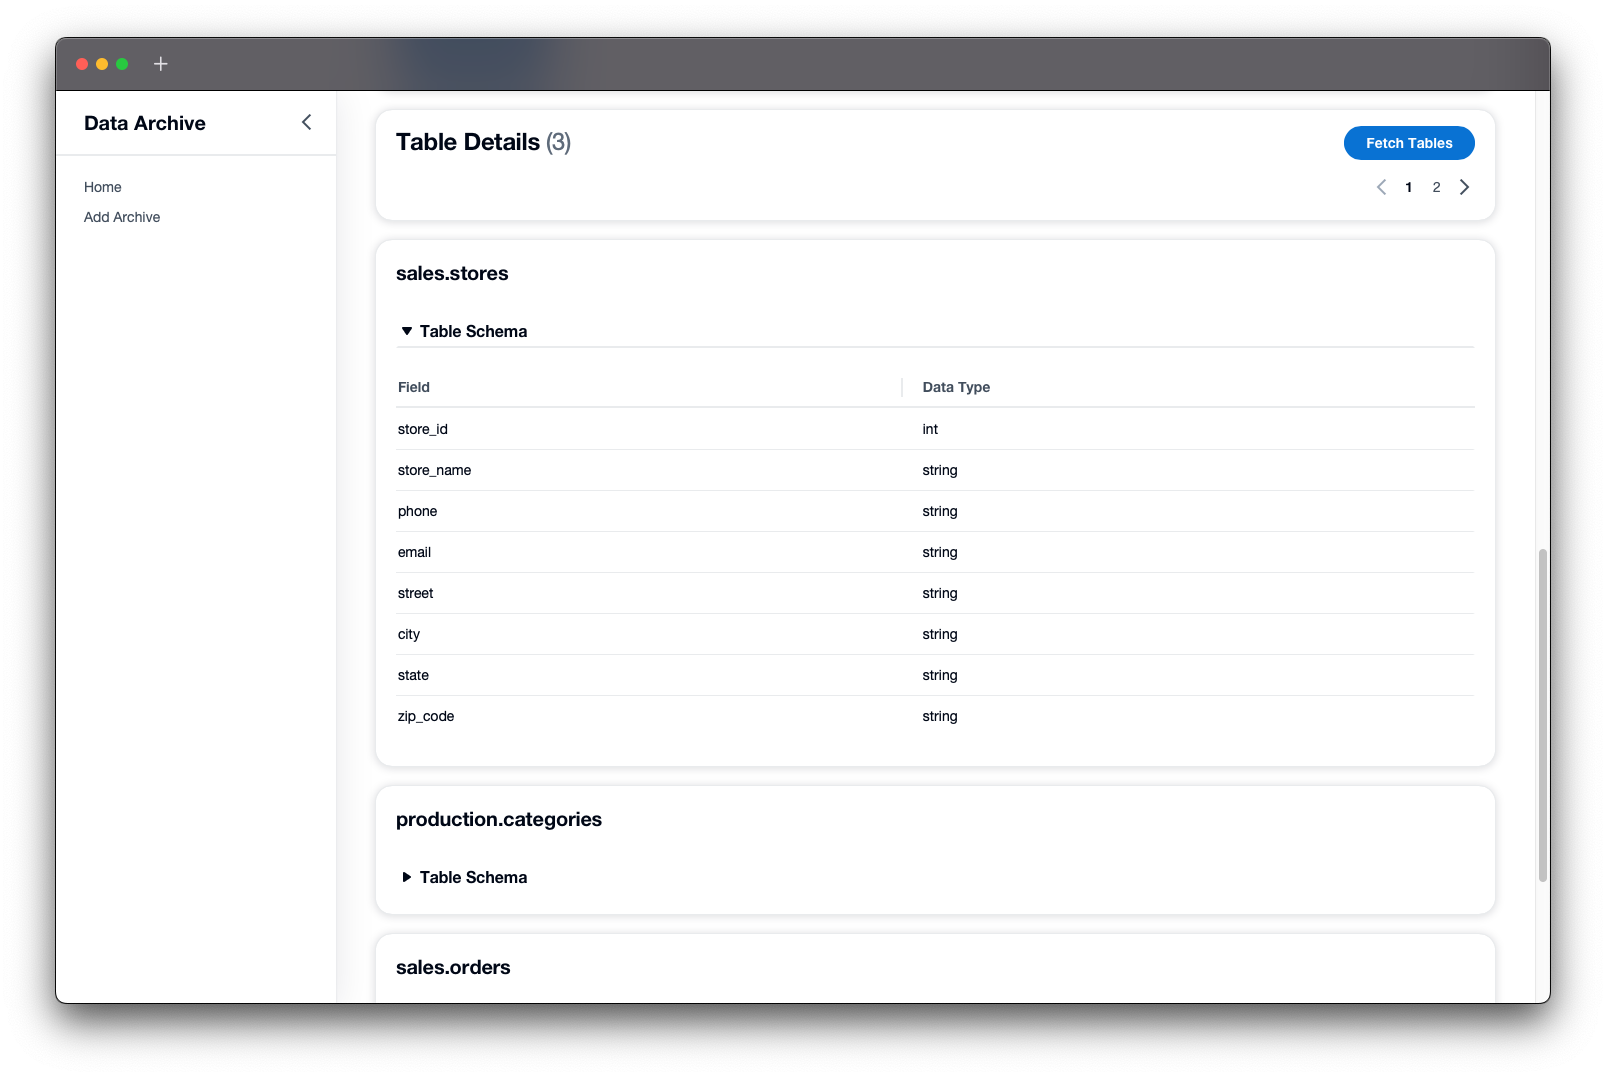 Data Archive
Home
Add Archive
Table Details (3)
Fetch Tables
1 2
sales.stores
Table Schema
Field Data Type
store_id int
store_name string
phone string
email string
street string
city string
state string
zip_code string
production.categories
Table Schema
sales.orders